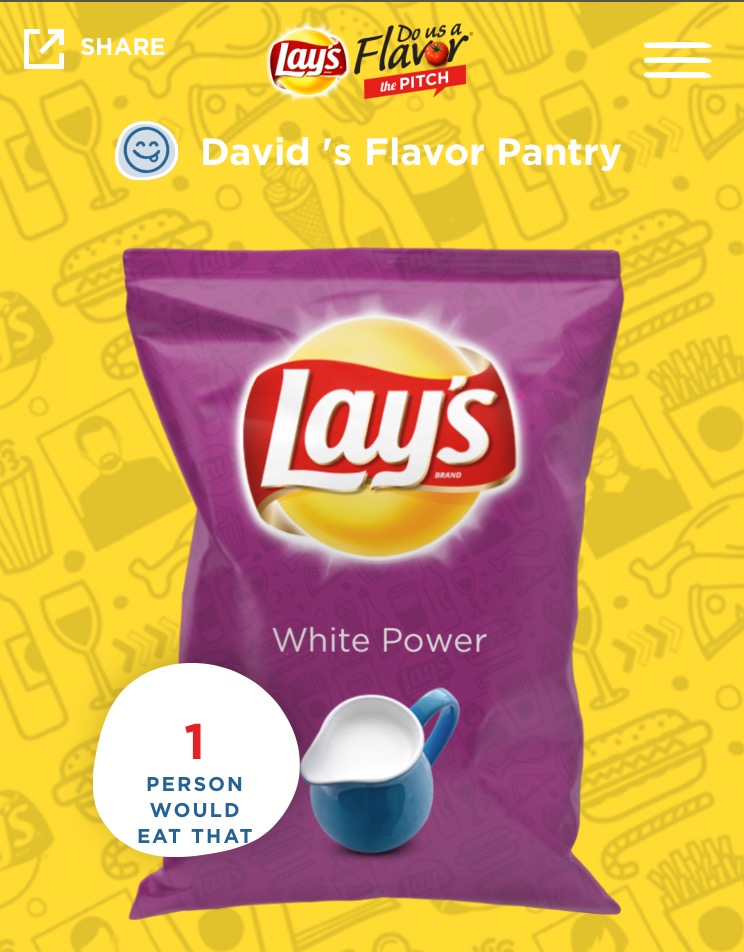 SHARE
Lay's
Do us a
Flavor
the PITCH
David 's Flavor Pantry
Lay's
BRAND
White Power
1
PERSON
WOULD
EAT THAT